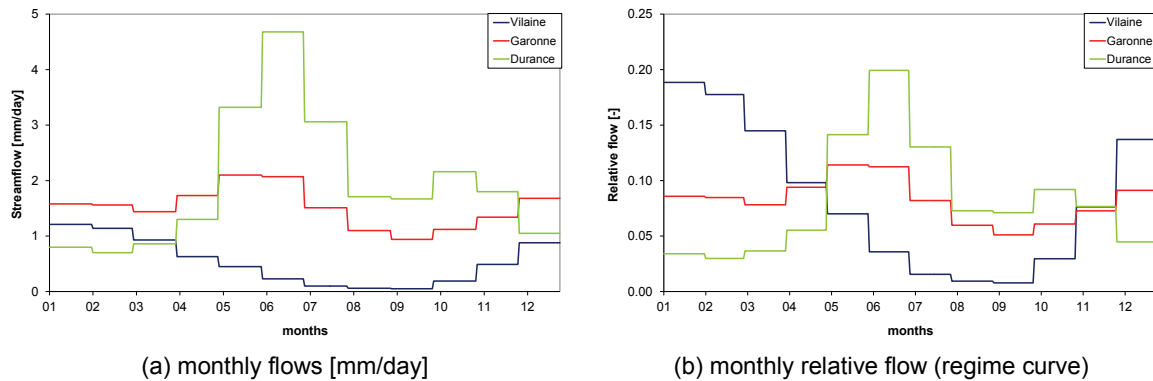 5
4
3
2
1
0
Streamflow [mm/day]
01 02 03 04 05 06 07 08 09 10 11 12
months
Vilaine
Garonne
Durance
(a) monthly flows [mm/day]
0.25
0.20
0.15
0.10
0.05
0.00
Relative flow [-]
01 02 03 04 05 06 07 08 09 10 11 12
months
Vilaine
Garonne
Durance
(b) monthly relative flow (regime curve)